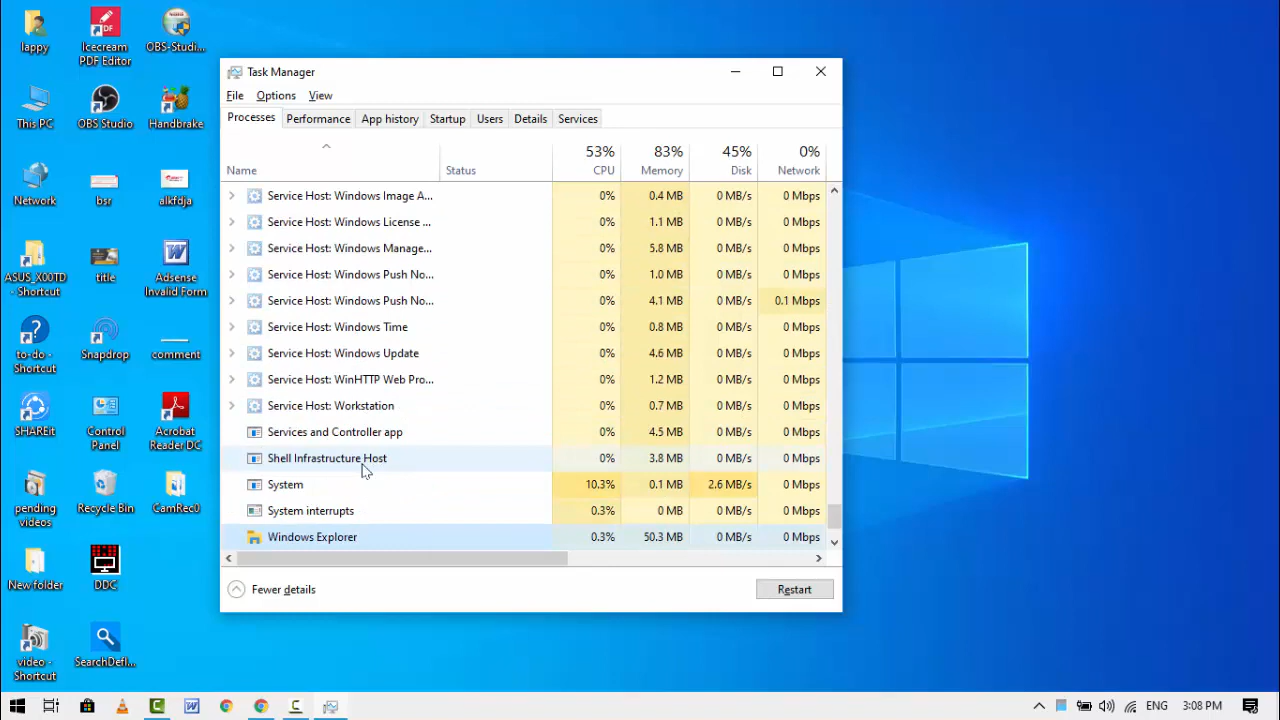 lappy
Icecream
PDF Editor
OBS-Studi...
This PC
OBS Studio
Handbrake
Network
bsr
alkfdja
ASUS_X00TD
- Shortcut
title
Adsense
Invalid Form
to-do -
Shortcut
Snapdrop
comment
SHAREit
Control
Panel
Acrobat
Reader DC
pending
videos
Recycle Bin
CamRec0
New folder
DDC
video -
Shortcut
SearchDefl...
Task Manager
File Options View
Processes Performance App history Startup Users Details Services
53% 83% 45% 0%
Name Status CPU Memory Disk Network
Service Host: Windows Image A... 0% 0.4 MB 0 MB/s 0 Mbps
Service Host: Windows License ... 0% 1.1 MB 0 MB/s 0 Mbps
Service Host: Windows Manage... 0% 5.8 MB 0 MB/s 0 Mbps
Service Host: Windows Push No... 0% 1.0 MB 0 MB/s 0 Mbps
Service Host: Windows Push No... 0% 4.1 MB 0 MB/s 0.1 Mbps
Service Host: Windows Time 0% 0.8 MB 0 MB/s 0 Mbps
Service Host: Windows Update 0% 4.6 MB 0 MB/s 0 Mbps
Service Host: WinHTTP Web Pro... 0% 1.2 MB 0 MB/s 0 Mbps
Service Host: Workstation 0% 0.7 MB 0 MB/s 0 Mbps
Services and Controller app 0% 4.5 MB 0 MB/s 0 Mbps
Shell Infrastructure Host 0% 3.8 MB 0 MB/s 0 Mbps
System 10.3% 0.1 MB 2.6 MB/s 0 Mbps
System interrupts 0.3% 0 MB 0 MB/s 0 Mbps
Windows Explorer 0.3% 50.3 MB 0 MB/s 0 Mbps
Fewer details
Restart
ENG 3:08 PM